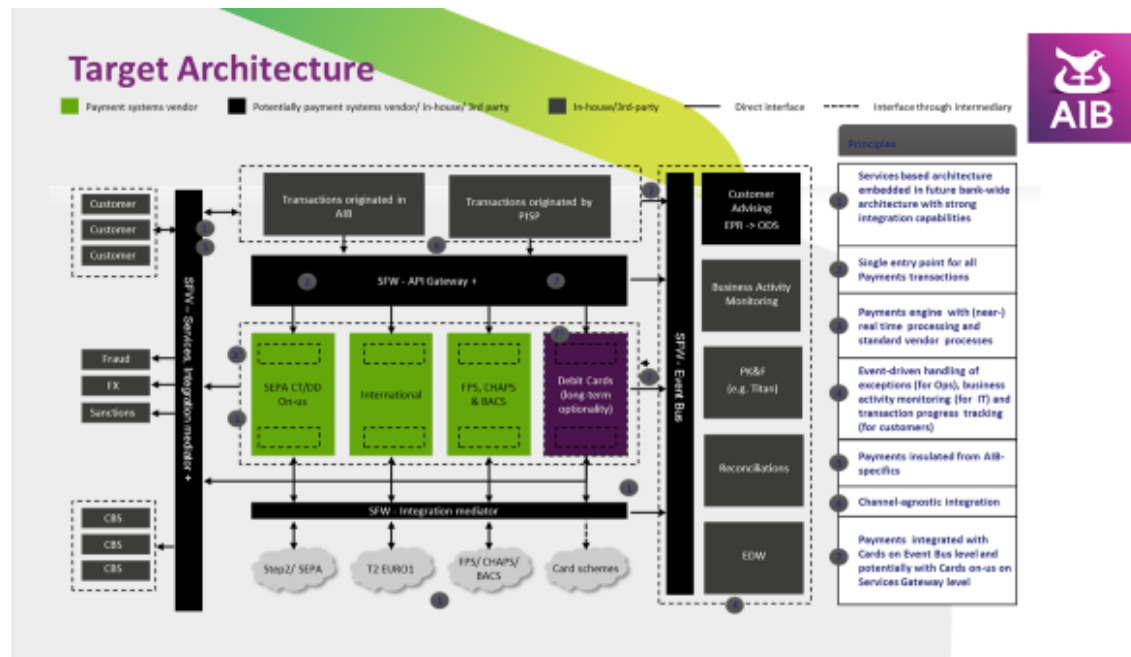 Target Architecture
AIB
Payment systems vendor
Potentially payment systems vendor/ in-house/ 3rd party
In-house/3rd-party
Direct interface
Interface through intermediary
Principles
Customer
Customer
Customer
Transactions originated in
AIB
Transactions originated by
PISP
Customer
Advising
EPR -> ODS
Services based architecture
embedded in future bank-wide
architecture with strong
integration capabilities
SFW - API Gateway +
Business Activity
Monitoring
Single entry point for all
Payments transactions
Payments engine with (near-)
real time processing and
standard vendor processes
SFW – Services, Integration mediator +
SFW - Event Bus
Fraud
FX
Sanctions
SEPA CT/DD
On-us
International
FPS, CHAPS
& BACS
Debit Cards
(long-term
optionality)
PK&F
(e.g. Titan)
Event-driven handling of
exceptions (for Ops), business
activity monitoring (for IT) and
transaction progress tracking
(for customers)
Reconciliations
Payments insulated from AIB-
specifics
Channel-agnostic integration
SFW - Integration mediator
CBS
CBS
CBS
Step2/ SEPA
T2 EURO1
FPS/ CHAPS/
BACS
Card schemes
EDW
Payments integrated with
Cards on Event Bus level and
potentially with Cards on-us on
Services Gateway level